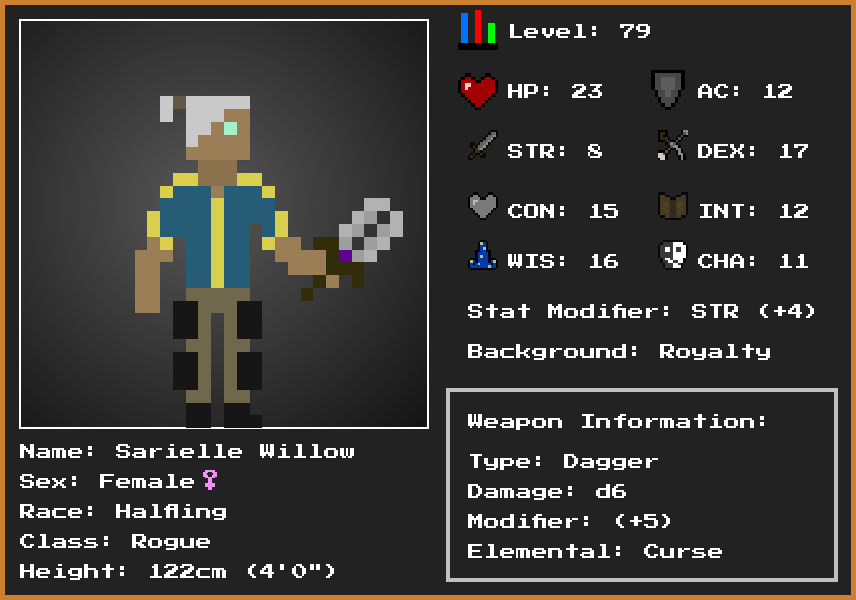 Level: 79
HP: 23 AC: 12
STR: 8 DEX: 17
CON: 15 INT: 12
WIS: 16 CHA: 11
Stat Modifier: STR (+4)
Background: Royalty
Weapon Information:
Type: Dagger
Damage: d6
Modifier: (+5)
Elemental: Curse
Name: Sarielle Willow
Sex: Female♀
Race: Halfling
Class: Rogue
Height: 122cm (4'0")